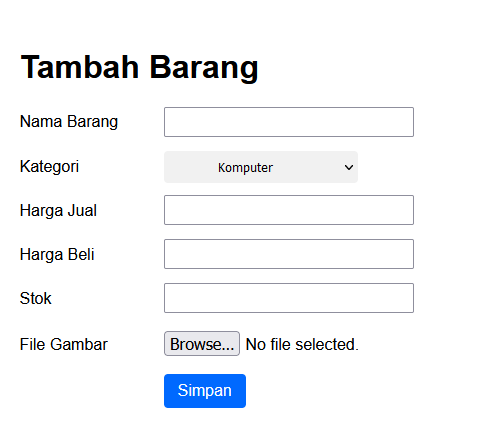 Tambah Barang
Nama Barang
Kategori Komputer
Harga Jual
Harga Beli
Stok
File Gambar Browse... No file selected.
Simpan